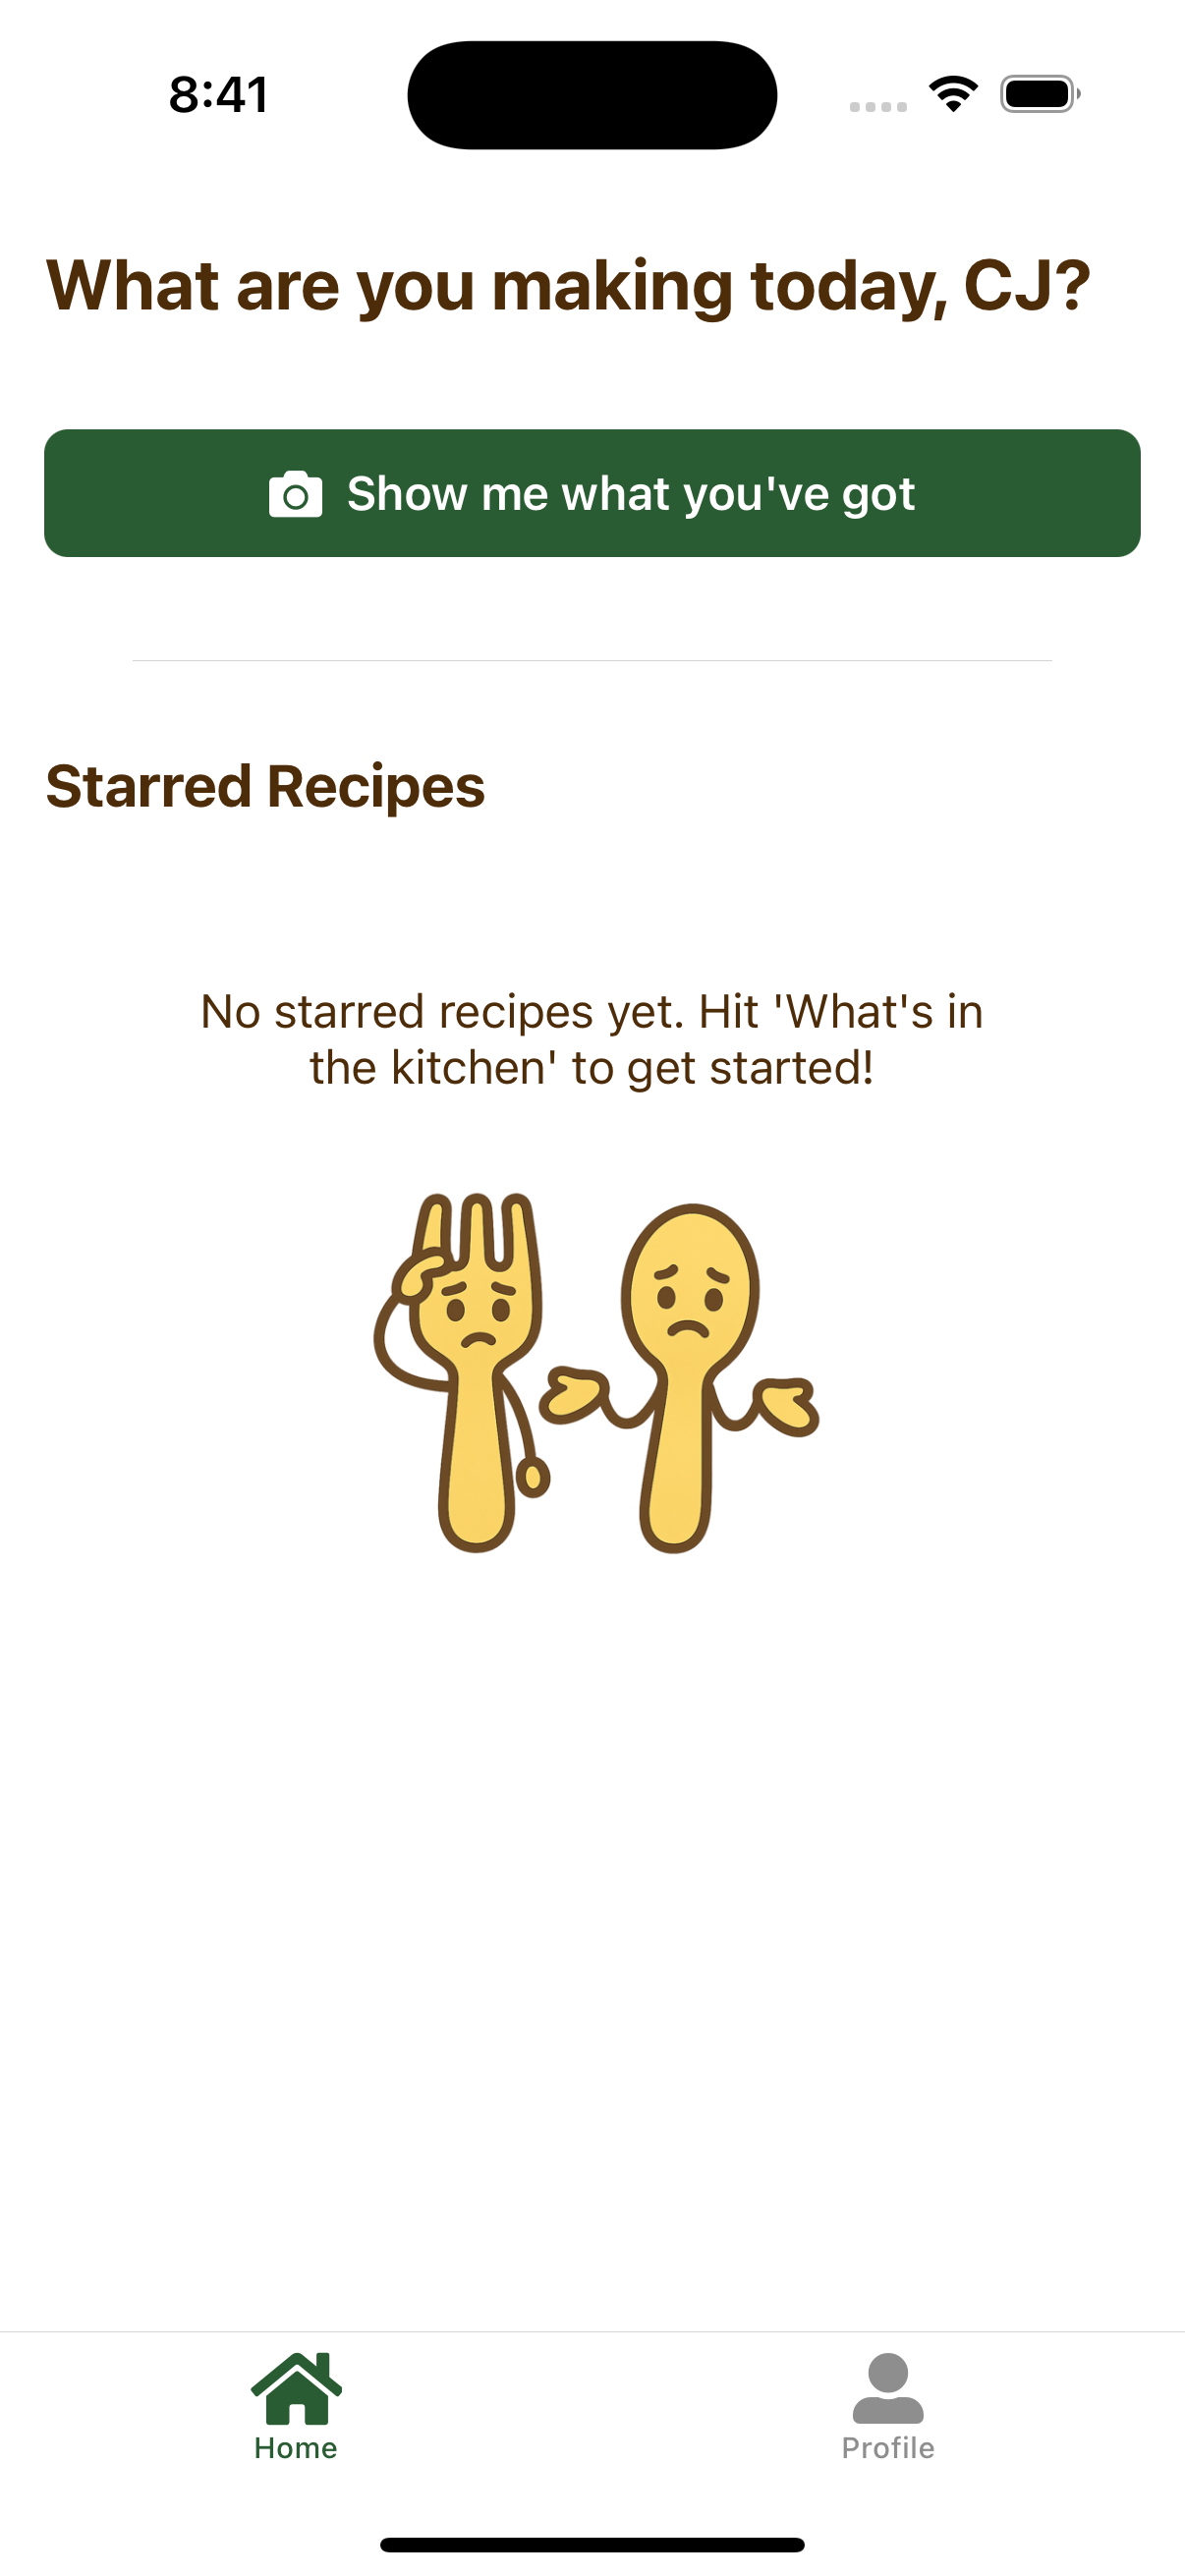 8:41
What are you making today, CJ?
Show me what you've got
Starred Recipes
No starred recipes yet. Hit 'What's in
the kitchen' to get started!
Home
Profile